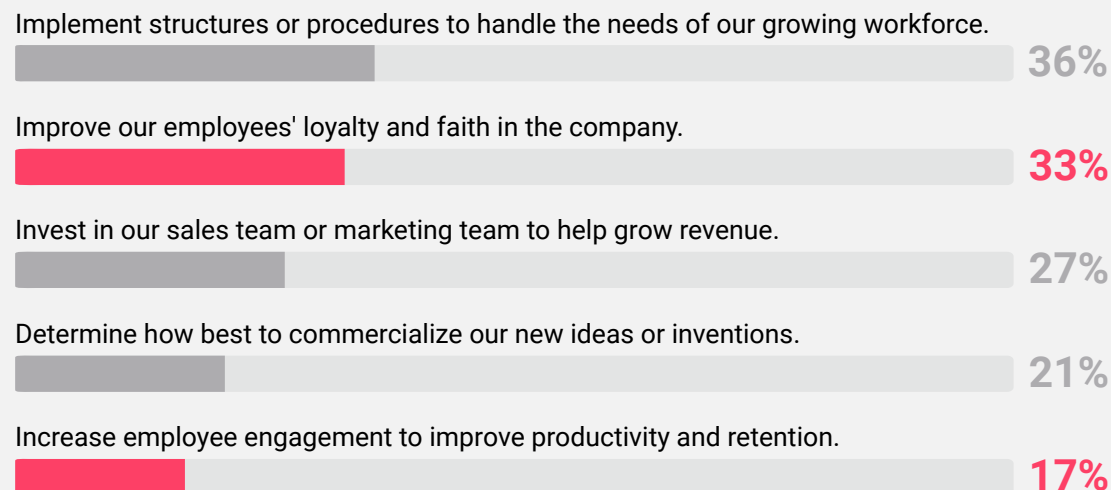 Implement structures or procedures to handle the needs of our growing workforce.
36%
Improve our employees' loyalty and faith in the company.
33%
Invest in our sales team or marketing team to help grow revenue.
27%
Determine how best to commercialize our new ideas or inventions.
21%
Increase employee engagement to improve productivity and retention.
17%